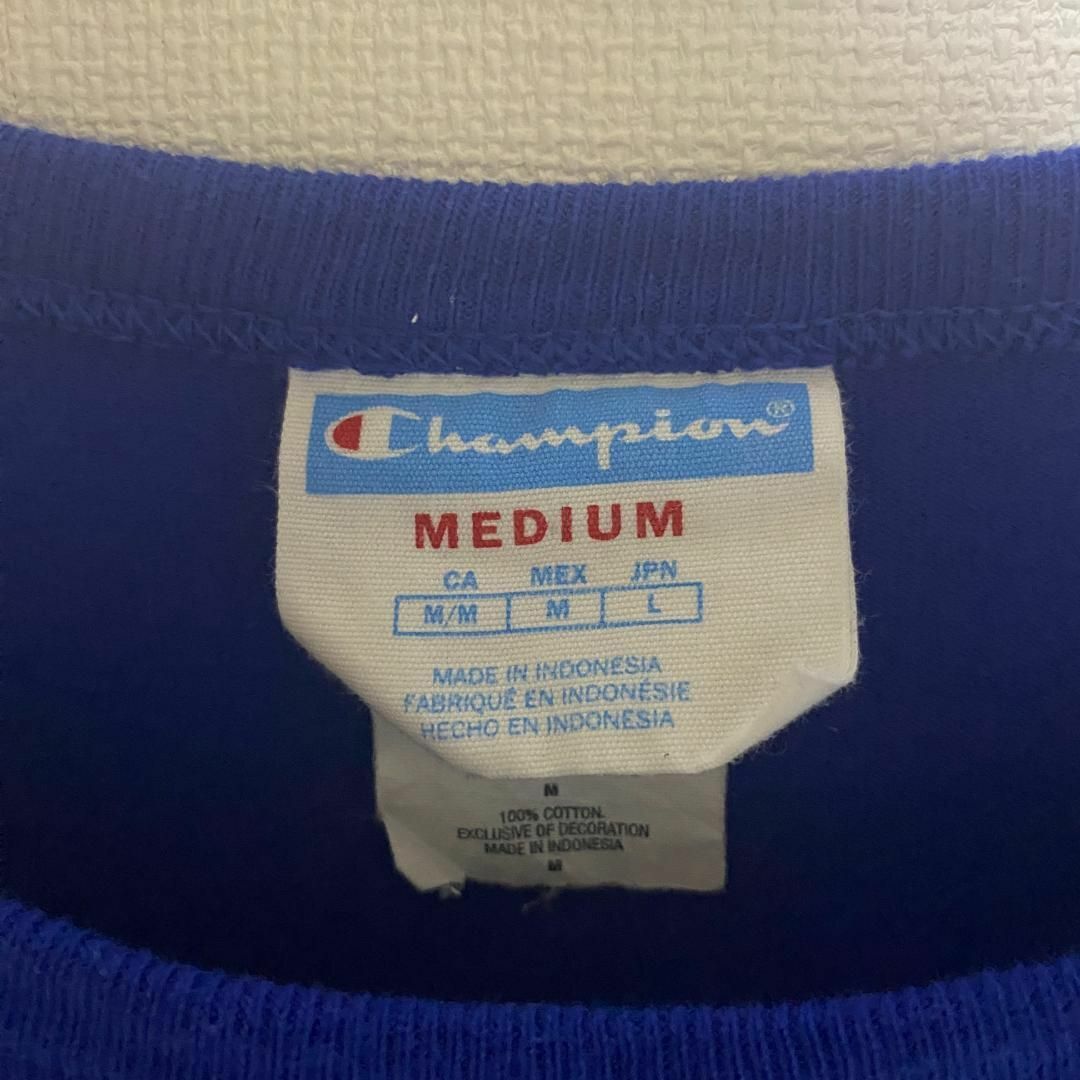 Champion®
MEDIUM
CA MEX JPN
M/M M L
MADE IN INDONESIA
FABRIQUÉ EN INDONÉSIE
HECHO EN INDONESIA
M
100% COTTON.
EXCLUSIVE OF DECORATION
MADE IN INDONESIA
M